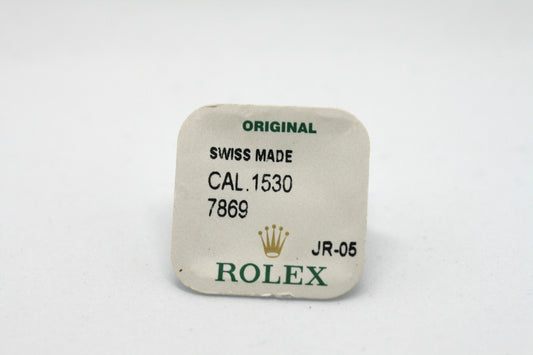 ORIGINAL
SWISS MADE
CAL.1530
7869
JR-05
ROLEX